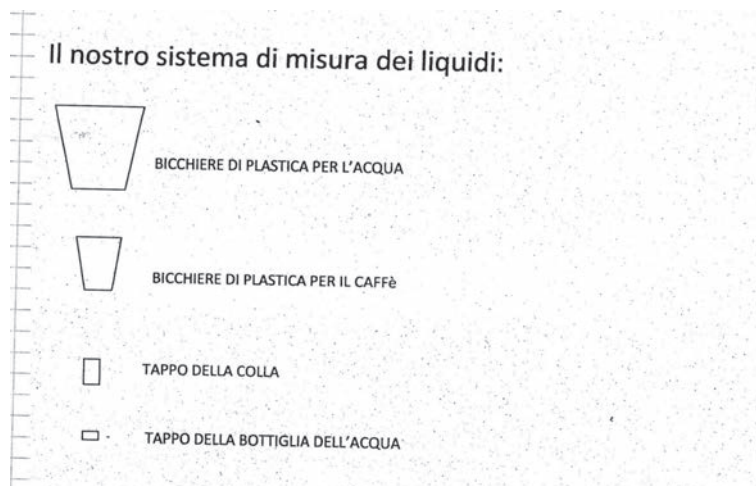 Il nostro sistema di misura dei liquidi:
BICCHIERE DI PLASTICA PER L'ACQUA
BICCHIERE DI PLASTICA PER IL CAFFè
TAPPO DELLA COLLA
TAPPO DELLA BOTTIGLIA DELL'ACQUA